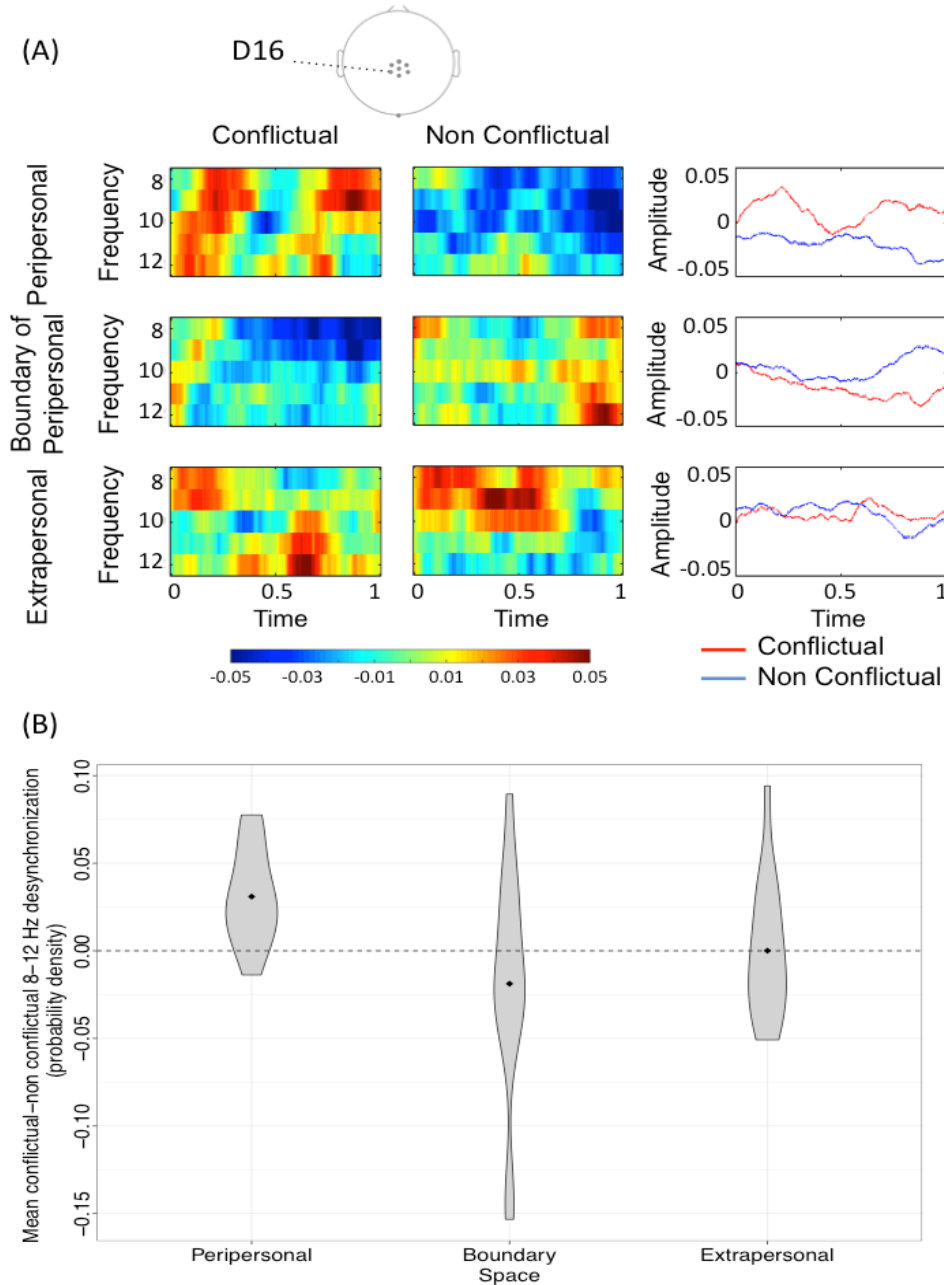 (A)
D16
Conflictual
Non Conflictual
Peripersonal
Frequency
8
10
12
Amplitude
0.05
0
-0.05
Boundary of
Peripersonal
Frequency
8
10
12
Amplitude
0.05
0
-0.05
Extrapersonal
Frequency
8
10
12
0 0.5 1
Time
0 0.5 1
Time
Amplitude
0.05
0
-0.05
0 0.5 1
Time
-0.05 -0.03 -0.01 0.01 0.03 0.05
Conflictual
Non Conflictual
(B)
Mean conflictual−non conflictual 8−12 Hz desynchronization
(probability density)
0.10
0.05
0.00
−0.05
−0.10
−0.15
Peripersonal
Boundary
Extrapersonal
Space